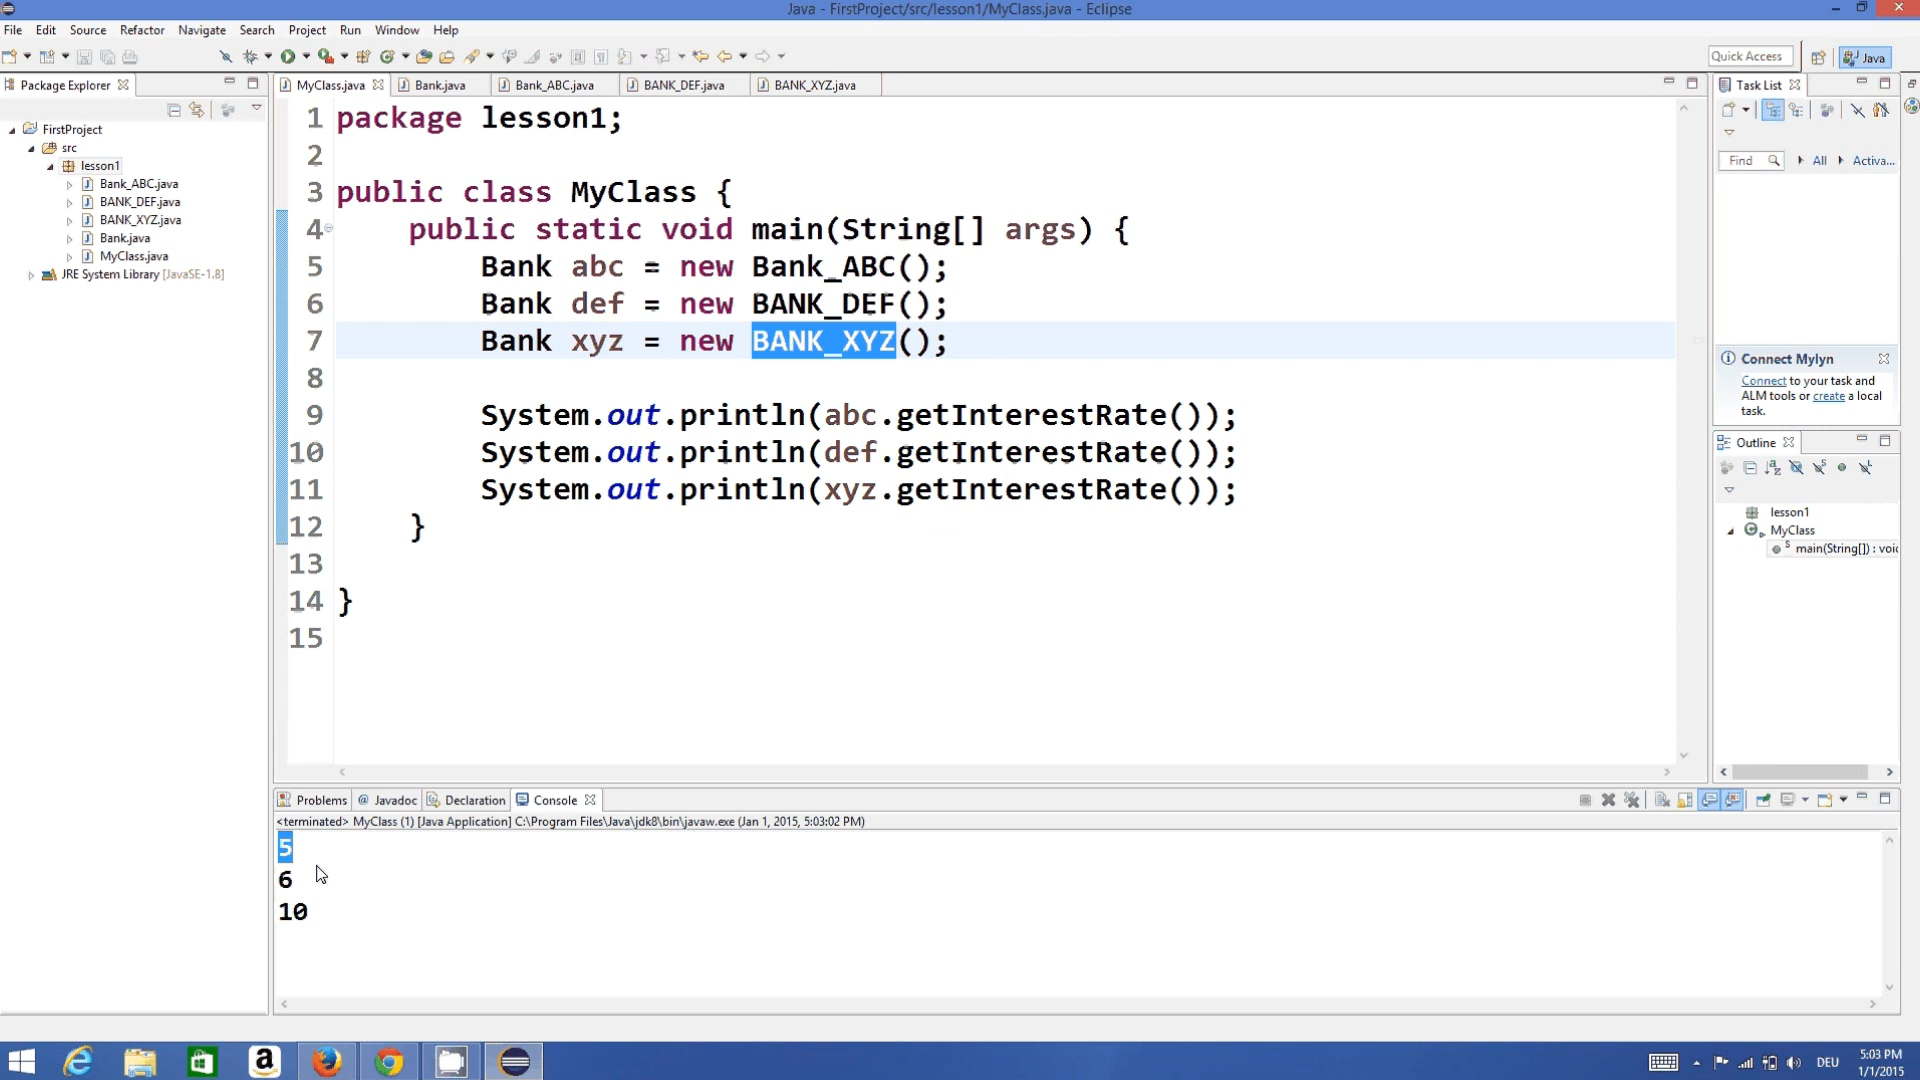 Java - FirstProject/src/lesson1/MyClass.java - Eclipse
File Edit Source Refactor Navigate Search Project Run Window Help
Quick Access
Java
Package Explorer
FirstProject
src
lesson1
Bank_ABC.java
BANK_DEF.java
BANK_XYZ.java
Bank.java
MyClass.java
JRE System Library [JavaSE-1.8]
MyClass.java Bank.java Bank_ABC.java BANK_DEF.java BANK_XYZ.java
1 package lesson1;
2
3 public class MyClass {
4 public static void main(String[] args) {
5 Bank abc = new Bank_ABC();
6 Bank def = new BANK_DEF();
7 Bank xyz = new BANK_XYZ();
8
9 System.out.println(abc.getInterestRate());
10 System.out.println(def.getInterestRate());
11 System.out.println(xyz.getInterestRate());
12 }
13
14 }
15
Task List
Find All Activa...
Connect Mylyn
Connect to your task and
ALM tools or create a local
task.
Outline
lesson1
MyClass
main(String[]) : voi
Problems @ Javadoc Declaration Console
<terminated> MyClass (1) [Java Application] C:\Program Files\Java\jdk8\bin\javaw.exe (Jan 1, 2015, 5:03:02 PM)
5
6
10
DEU
5:03 PM
1/1/2015